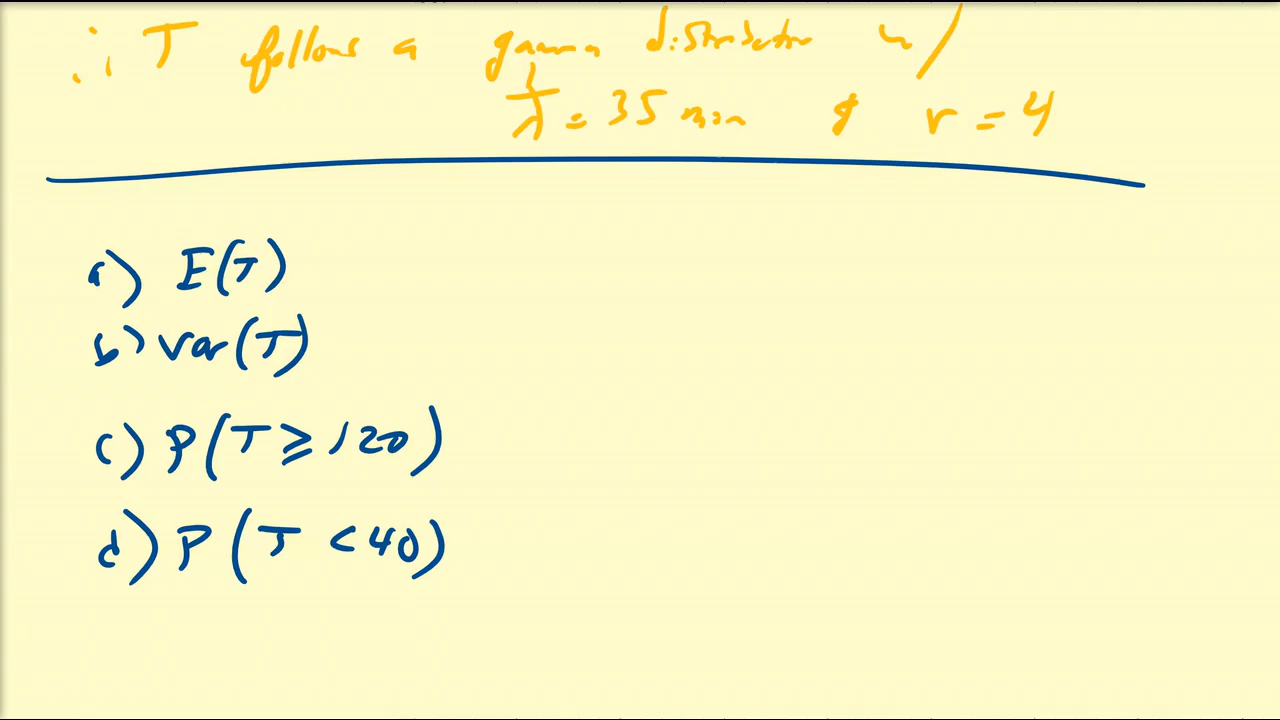 ∴ T follows a gamma distribution w/
1/λ = 35 min & r = 4
a) E(T)
b) Var(T)
c) P(T ≥ 120)
d) P(T < 40)